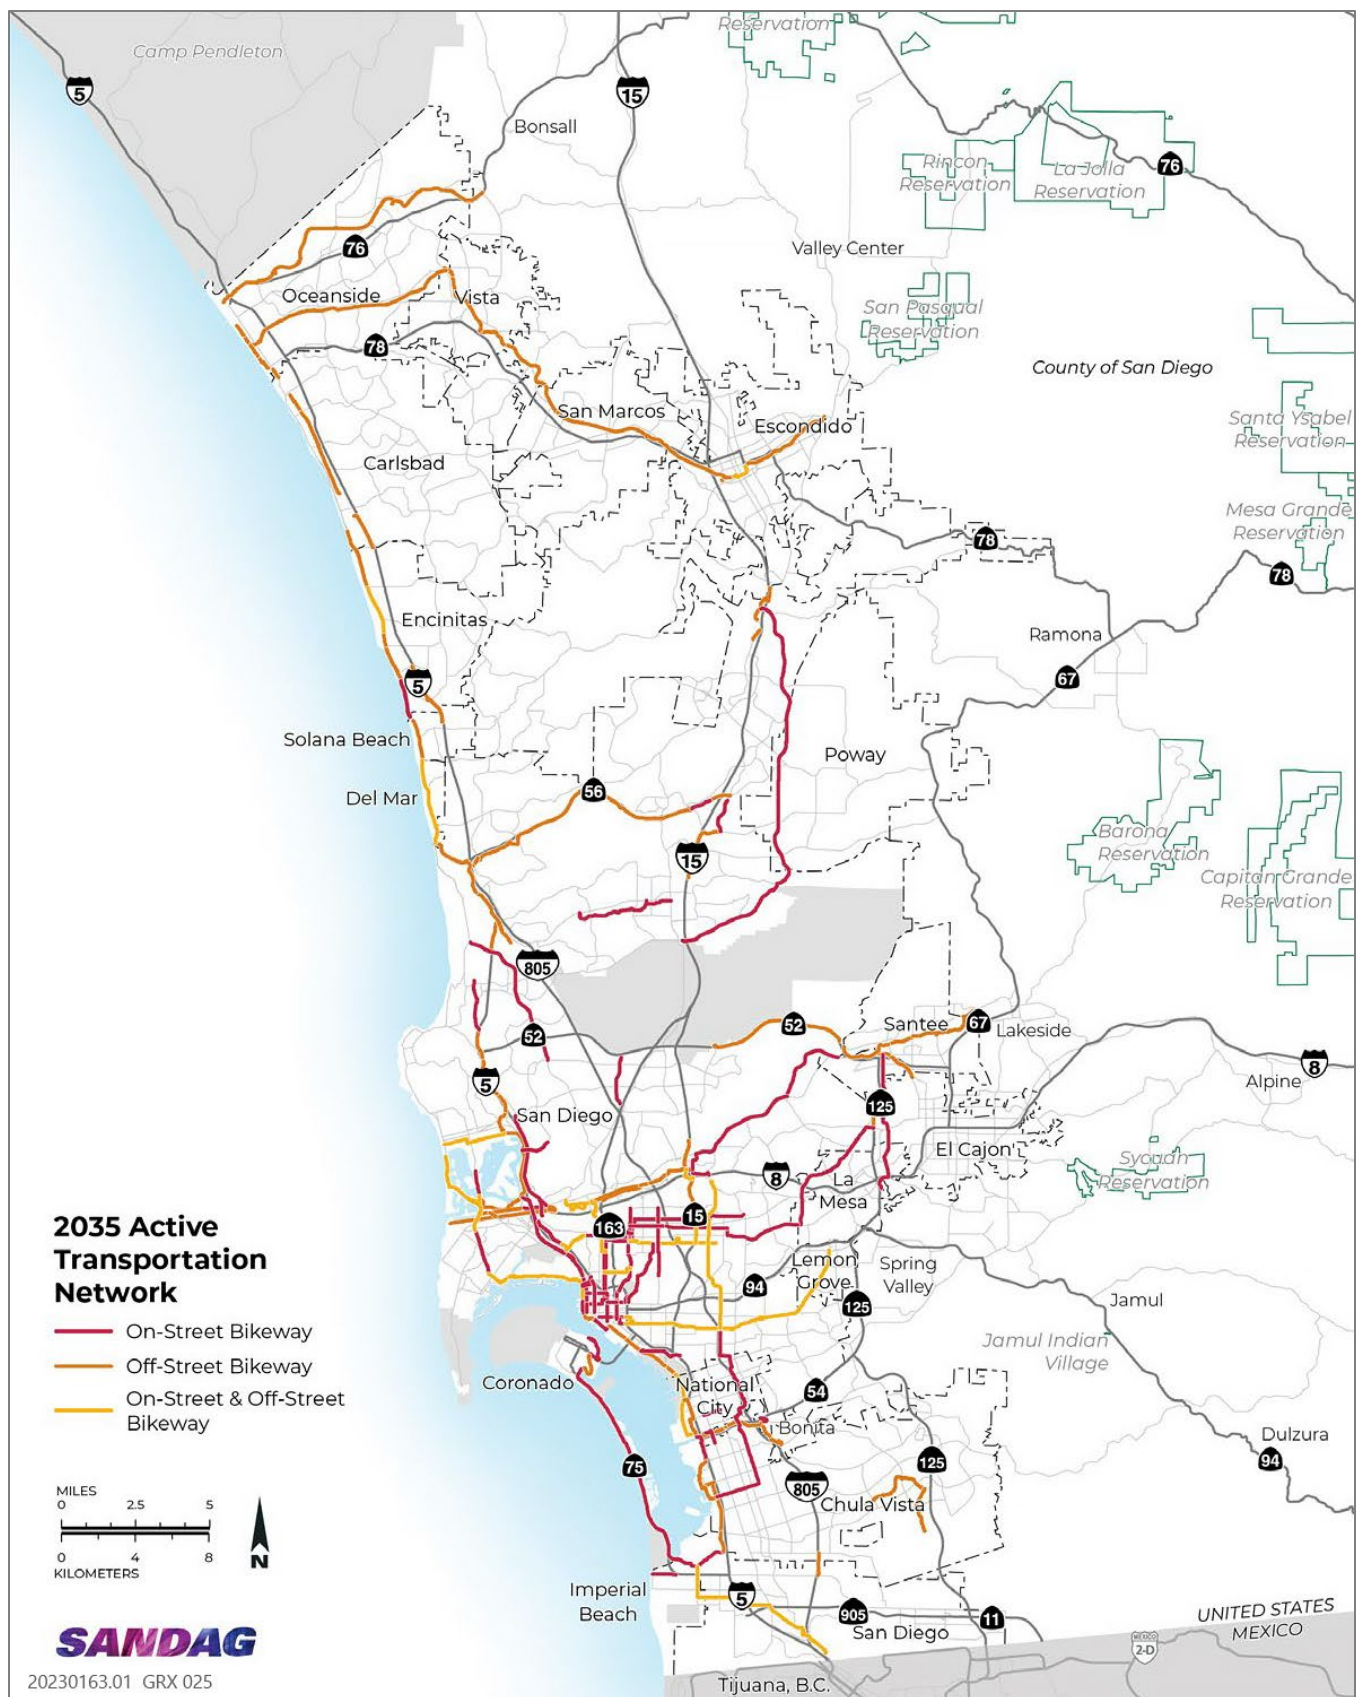 Reservation
Camp Pendleton
5
15
Bonsall
76
Rincon
Reservation
La Jolla
Reservation
76
Valley Center
Oceanside
Vista
San Pasqual
Reservation
78
County of San Diego
San Marcos
Escondido
Santa Ysabel
Reservation
Carlsbad
Mesa Grande
Reservation
78
78
Encinitas
Ramona
67
5
Solana Beach
Poway
Del Mar
56
Barona
Reservation
15
Capitan Grande
Reservation
805
52
52
Santee
67
Lakeside
8
Alpine
5
San Diego
125
El Cajon
Sycuan
Reservation
8
La
Mesa
163
15
2035 Active
Transportation
Network
On-Street Bikeway
Off-Street Bikeway
On-Street & Off-Street
Bikeway
Lemon
Grove
Spring
Valley
94
125
Jamul
Jamul Indian
Village
Coronado
National
City
54
Bonita
Dulzura
94
75
125
805
Chula Vista
MILES
0 2.5 5
0 4 8
KILOMETERS
N
Imperial
Beach
5
905
11
San Diego
UNITED STATES
MEXICO
MÉXICO
2-D
SANDAG
20230163.01 GRX 025
Tijuana, B.C.